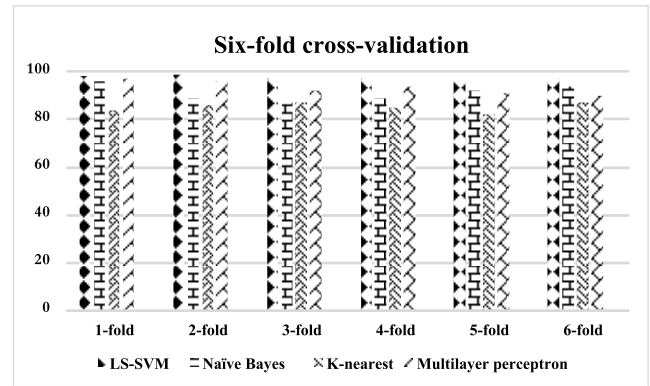 Six-fold cross-validation
100
80
60
40
20
0
1-fold 2-fold 3-fold 4-fold 5-fold 6-fold
LS-SVM Naïve Bayes K-nearest Multilayer perceptron